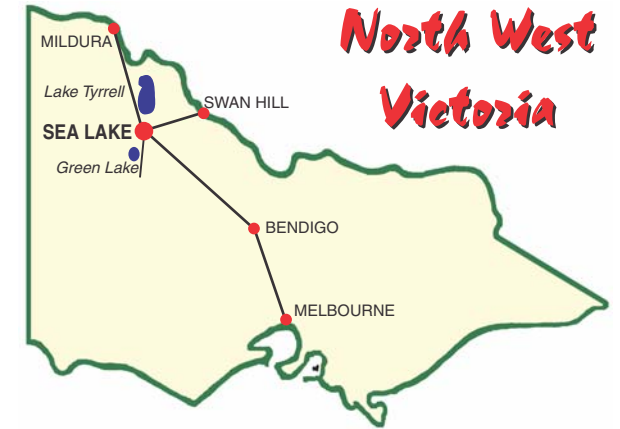 North West
Victoria
MILDURA
Lake Tyrrell
SWAN HILL
SEA LAKE
Green Lake
BENDIGO
MELBOURNE